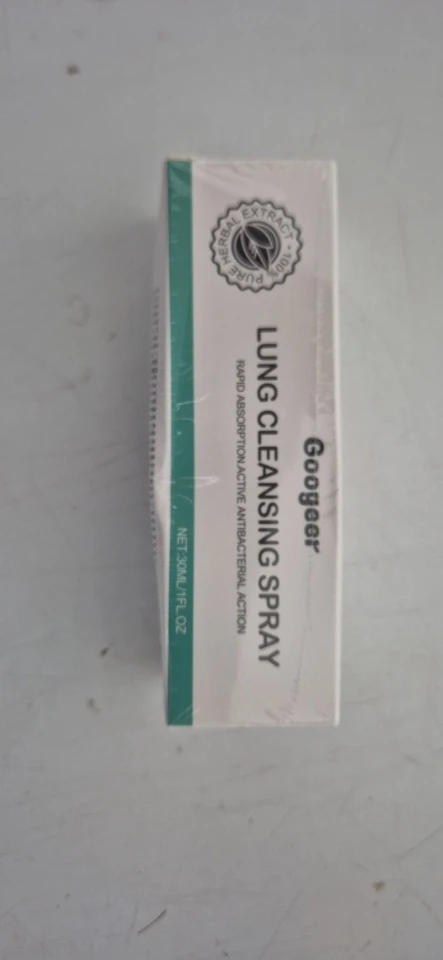 Googeer
LUNG CLEANSING SPRAY
RAPID ABSORPTION.ACTIVE ANTIBACTERIAL ACTION
PURE HERBAL EXTRACT • 100%
NET:30ML/1FL OZ